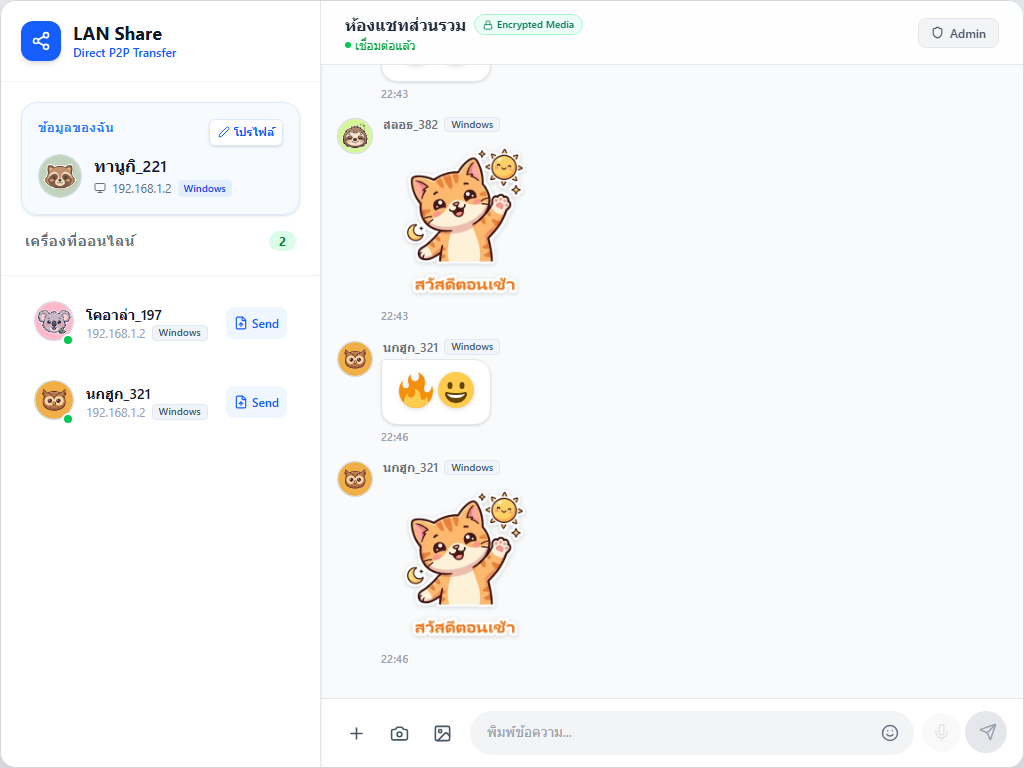 LAN Share
Direct P2P Transfer
ข้อมูลของฉัน
โปรไฟล์
ทานูกิ_221
192.168.1.2 Windows
เครื่องที่ออนไลน์
2
โคอาล่า_197
192.168.1.2 Windows
Send
นกฮูก_321
192.168.1.2 Windows
Send
ห้องแชทส่วนรวม
Encrypted Media
เชื่อมต่อแล้ว
Admin
22:43
สลอธ_382 Windows
สวัสดีตอนเช้า
22:43
นกฮูก_321 Windows
22:46
นกฮูก_321 Windows
สวัสดีตอนเช้า
22:46
พิมพ์ข้อความ...